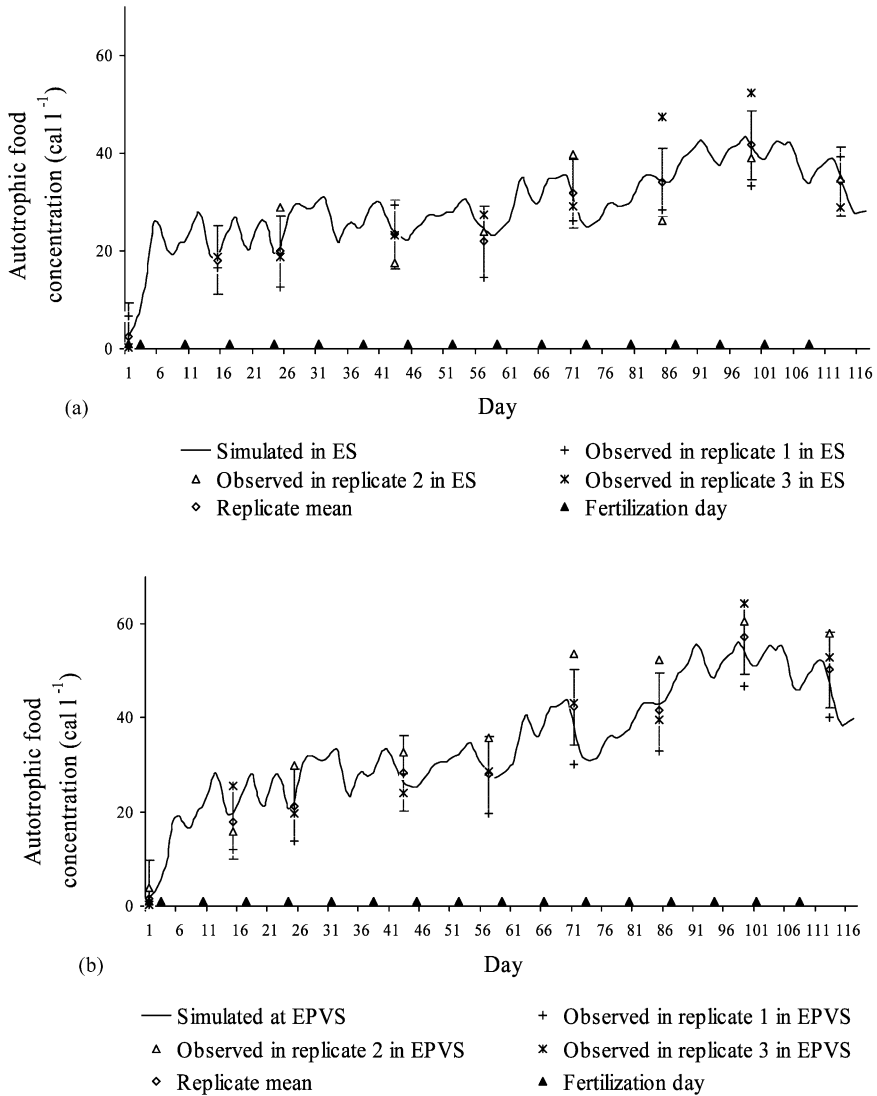 60
40
20
0
Autotrophic food
concentration (cal l⁻¹)
1 6 11 16 21 26 31 36 41 46 51 56 61 66 71 76 81 86 91 96 101 106 111 116
(a)
Day
Simulated in ES
Observed in replicate 1 in ES
Observed in replicate 2 in ES
Observed in replicate 3 in ES
Replicate mean
Fertilization day
60
40
20
0
Autotrophic food
concentration (cal l⁻¹)
1 6 11 16 21 26 31 36 41 46 51 56 61 66 71 76 81 86 91 96 101 106 111 116
(b)
Day
Simulated at EPVS
Observed in replicate 1 in EPVS
Observed in replicate 2 in EPVS
Observed in replicate 3 in EPVS
Replicate mean
Fertilization day